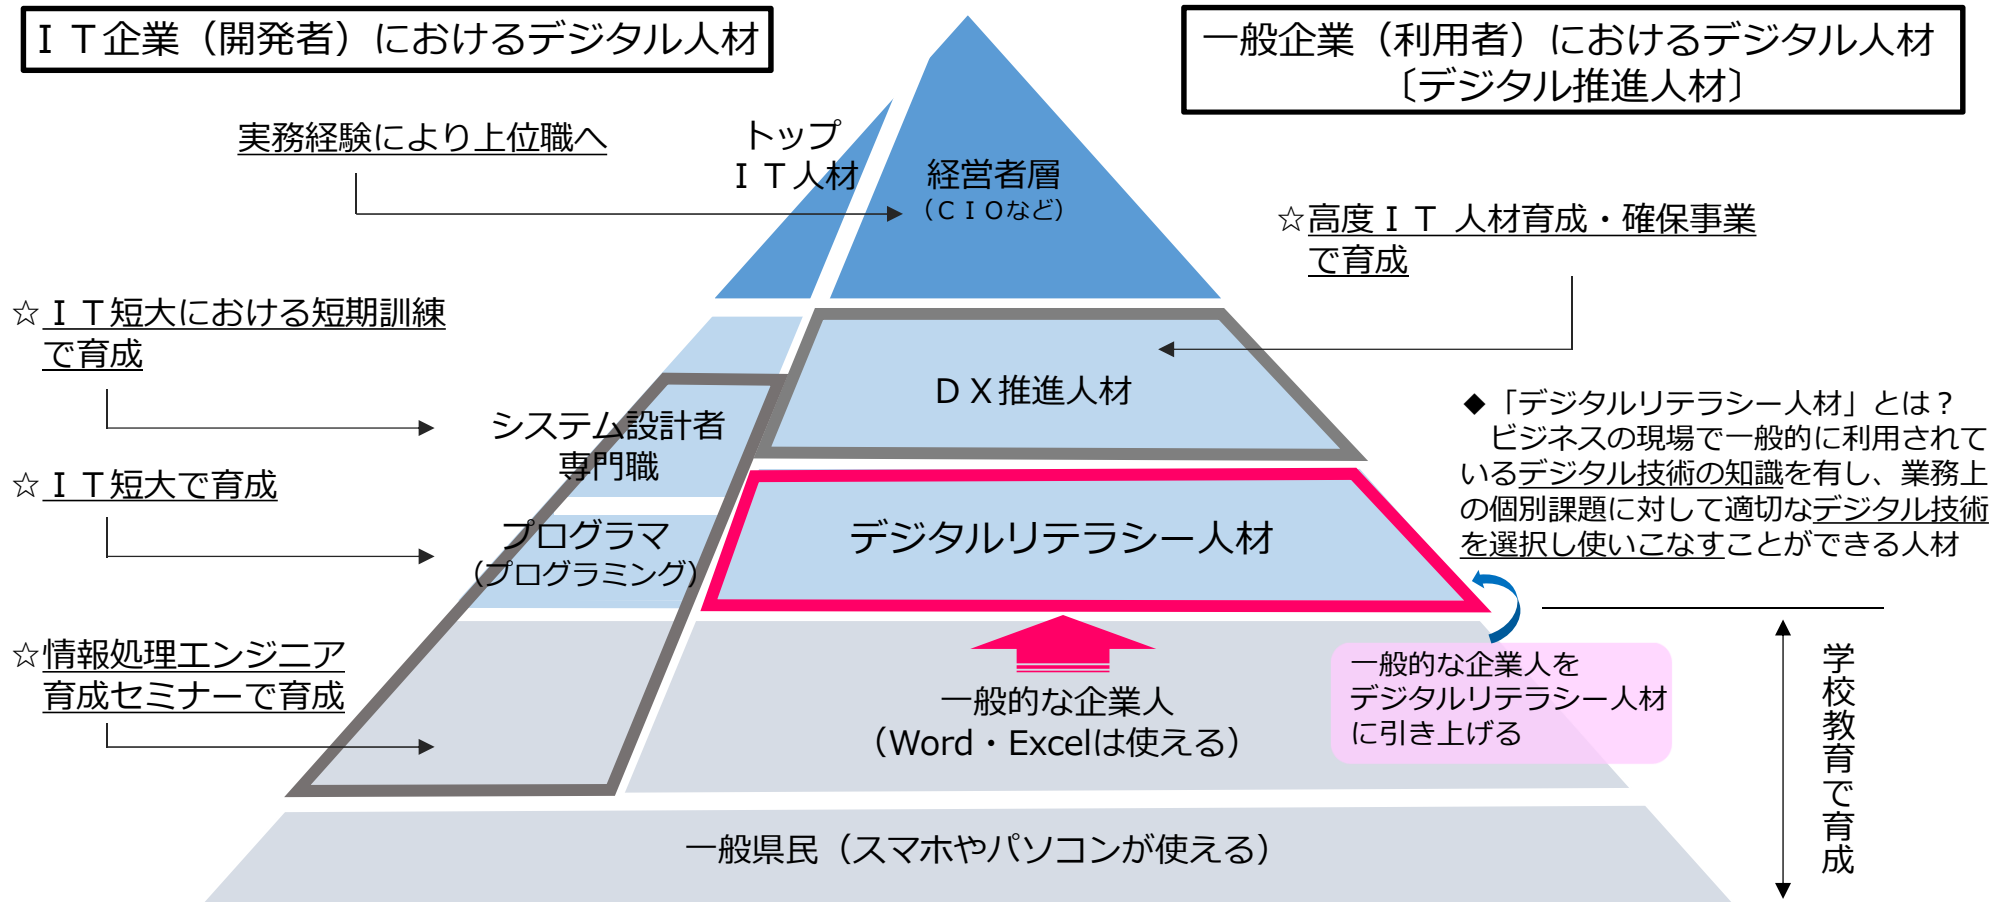 ＩＴ企業（開発者）におけるデジタル人材
一般企業（利用者）におけるデジタル人材
〔デジタル推進人材〕
実務経験により上位職へ
トップ
ＩＴ人材
経営者層
（ＣＩＯなど）
☆高度ＩＴ 人材育成・確保事業
で育成
☆ＩＴ短大における短期訓練
で育成
ＤＸ推進人材
システム設計者
専門職
◆「デジタルリテラシー人材」とは？
ビジネスの現場で一般的に利用されて
いるデジタル技術の知識を有し、業務上
の個別課題に対して適切なデジタル技術
を選択し使いこなすことができる人材
☆ＩＴ短大で育成
プログラマ
（プログラミング）
デジタルリテラシー人材
☆情報処理エンジニア
育成セミナーで育成
一般的な企業人
（Word・Excelは使える）
一般的な企業人を
デジタルリテラシー人材
に引き上げる
学校教育で育成
一般県民（スマホやパソコンが使える）